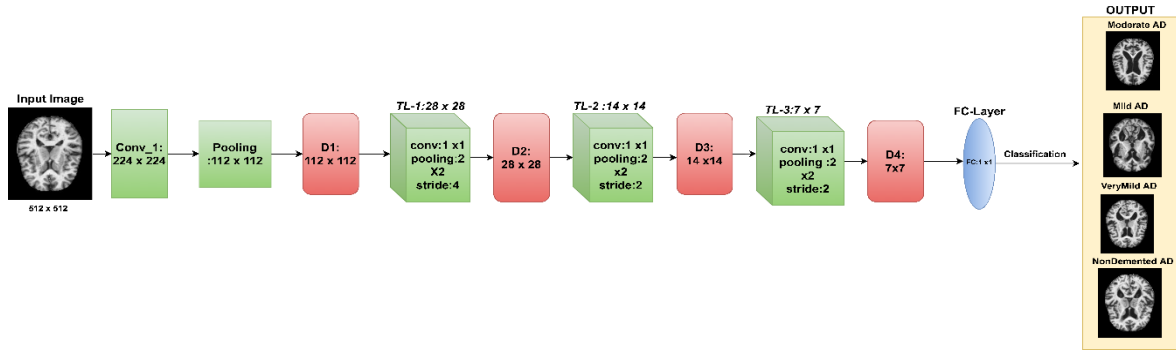 Input Image
512 x 512
Conv_1:
224 x 224
Pooling
:112 x 112
D1:
112 x 112
TL-1:28 x 28
conv:1 x1
pooling:2
X2
stride:4
D2:
28 x 28
TL-2 :14 x 14
conv:1 x1
pooling:2
x2
stride:2
D3:
14 x14
TL-3:7 x 7
conv:1 x1
pooling :2
x2
stride:2
D4:
7x7
FC-Layer
FC:1 x1
Classification
OUTPUT
Moderate AD
Mild AD
VeryMild AD
NonDemented AD